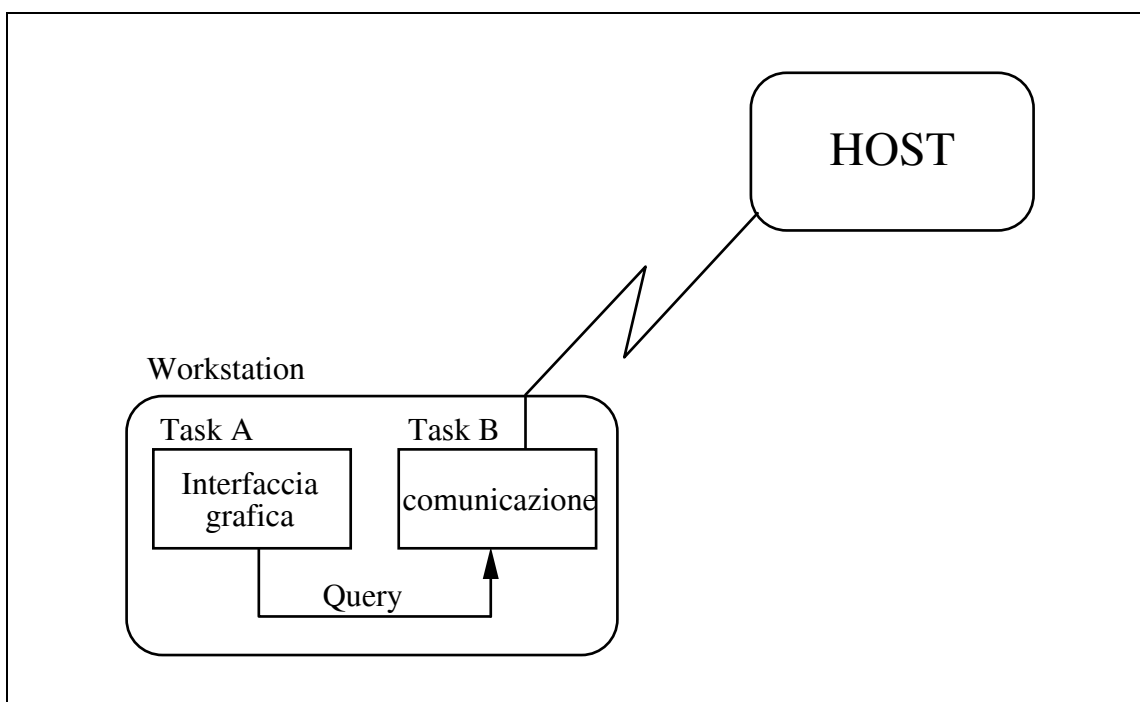 HOST
Workstation
Task A
Task B
Interfaccia
grafica
comunicazione
Query